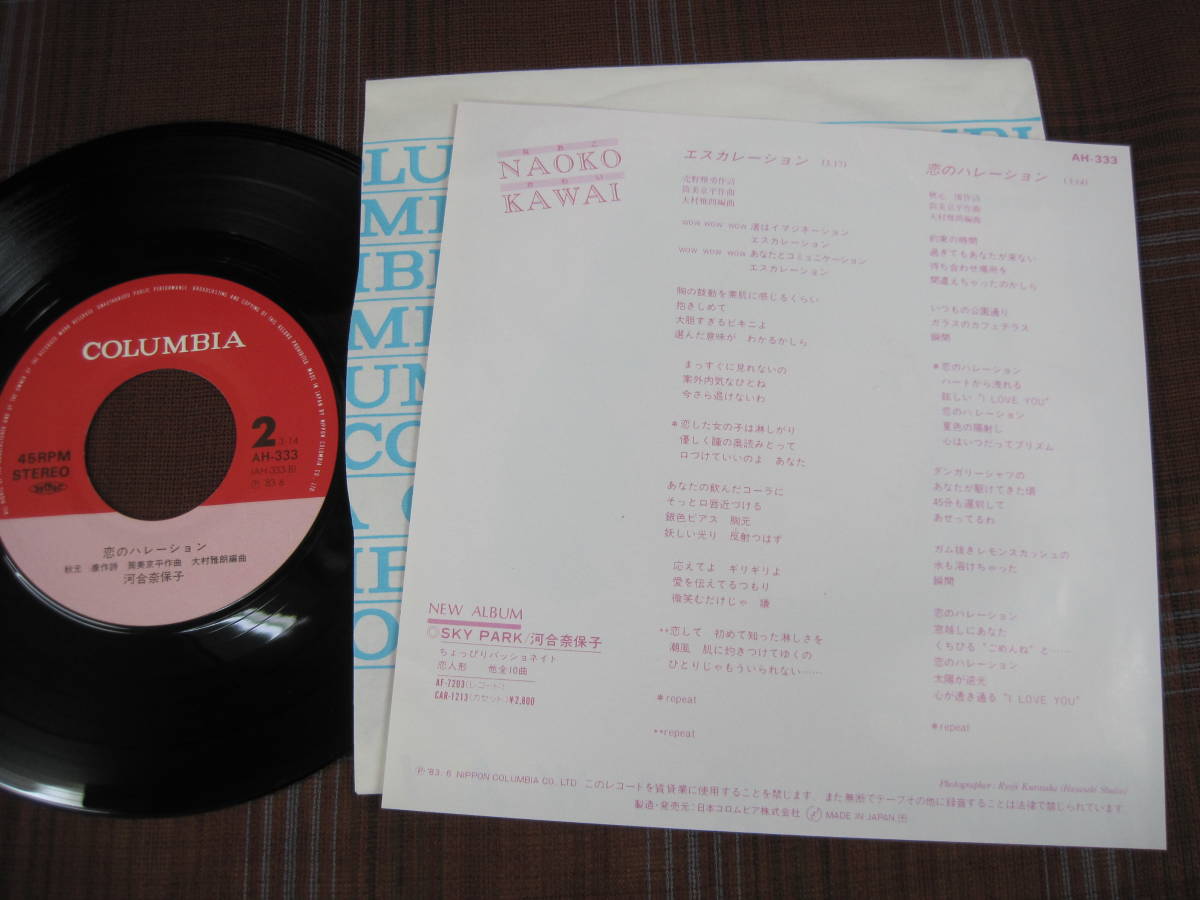 COLUMBIA
2
3·14
45RPM
STEREO
AH-333
(AH-333 B)
Ⓟ '83.6
恋のハレーション
秋元 康作詩 筒美京平作曲 大村雅朗編曲
河合奈保子
NAOKO
KAWAI
エスカレーション (3.17)
売野雅勇作詩
筒美京平作曲
大村雅朗編曲
wow wow wow 渚はイマジネーション
エスカレーション
wow wow wow あなたとコミュニケーション
エスカレーション
胸の鼓動を素肌に感じるくらい
抱きしめて
大胆すぎるビキニよ
選んだ意味が わかるかしら
まっすぐに見れないの
案外内気なひとね
今さら逃げないわ
*恋した女の子は淋しがり
優しく瞳の奥読みとって
口づけていいのよ あなた
あなたの飲んだコーラに
そっと口唇近づける
銀色ピアス 胸元
妖しい光り 反射つはず
応えてよ ギリギリよ
愛を伝えてるつもり
微笑むだけじゃ 嫌
**恋して 初めて知った淋しさを
潮風 肌に灼きつけてゆくの
ひとりじゃもういられない……
*repeat
**repeat
AH-333
恋のハレーション (3.14)
秋元 康作詩
筒美京平作曲
大村雅朗編曲
約束の時間
過ぎてもあなたが来ない
待ち合わせ場所を
間違えちゃったのかしら
いつもの公園通り
ガラスのカフェテラス
瞬間
*恋のハレーション
ハートから洩れる
眩しい "I LOVE YOU"
恋のハレーション
夏色の陽射し
心はいつだってプリズム
ダンガリーシャツの
あなたが駆けてきた頃
45分も遅刻して
あせってるわ
ガム抜きレモンスカッシュの
氷も溶けちゃった
瞬間
恋のハレーション
窓越しにあなた
くちびる"ごめんね"と……
恋のハレーション
太陽が逆光
心が透き通る "I LOVE YOU"
*repeat
NEW ALBUM
◎SKY PARK/河合奈保子
ちょっぴりパッショネイト
恋人形 他全10曲
AF-7203(レコード)
CAR-1213(カセット)¥2,800
Photographer: Ryuji Kuronaka (Hasenshi Studio)
Ⓟ '83.6 NIPPON COLUMBIA CO. LTD. このレコードを賃貸業に使用することを禁じます。また無断でテープその他に録音することは法律で禁じられています。
製造・発売元:日本コロムビア株式会社 MADE IN JAPAN